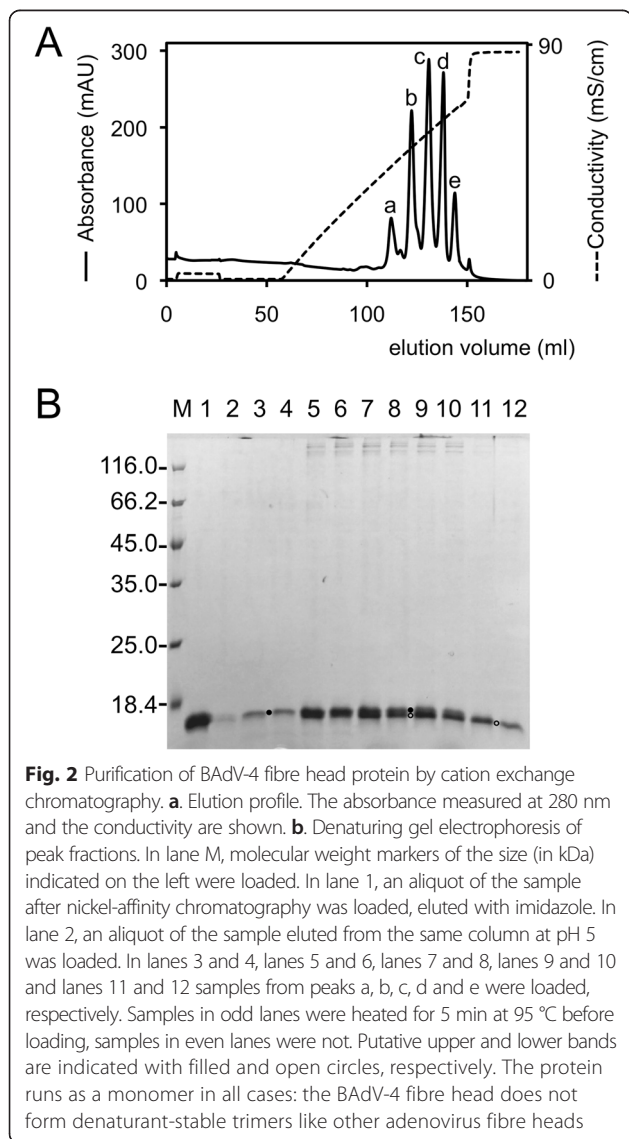 A
300
200
100
0
Absorbance (mAU)
90
0
Conductivity (mS/cm)
a
b
c
d
e
0 50 100 150
elution volume (ml)
B
M 1 2 3 4 5 6 7 8 9 10 11 12
116.0
66.2
45.0
35.0
25.0
18.4
Fig. 2 Purification of BAdV-4 fibre head protein by cation exchange
chromatography. a. Elution profile. The absorbance measured at 280 nm
and the conductivity are shown. b. Denaturing gel electrophoresis of
peak fractions. In lane M, molecular weight markers of the size (in kDa)
indicated on the left were loaded. In lane 1, an aliquot of the sample
after nickel-affinity chromatography was loaded, eluted with imidazole. In
lane 2, an aliquot of the sample eluted from the same column at pH 5
was loaded. In lanes 3 and 4, lanes 5 and 6, lanes 7 and 8, lanes 9 and 10
and lanes 11 and 12 samples from peaks a, b, c, d and e were loaded,
respectively. Samples in odd lanes were heated for 5 min at 95 °C before
loading, samples in even lanes were not. Putative upper and lower bands
are indicated with filled and open circles, respectively. The protein
runs as a monomer in all cases: the BAdV-4 fibre head does not
form denaturant-stable trimers like other adenovirus fibre heads